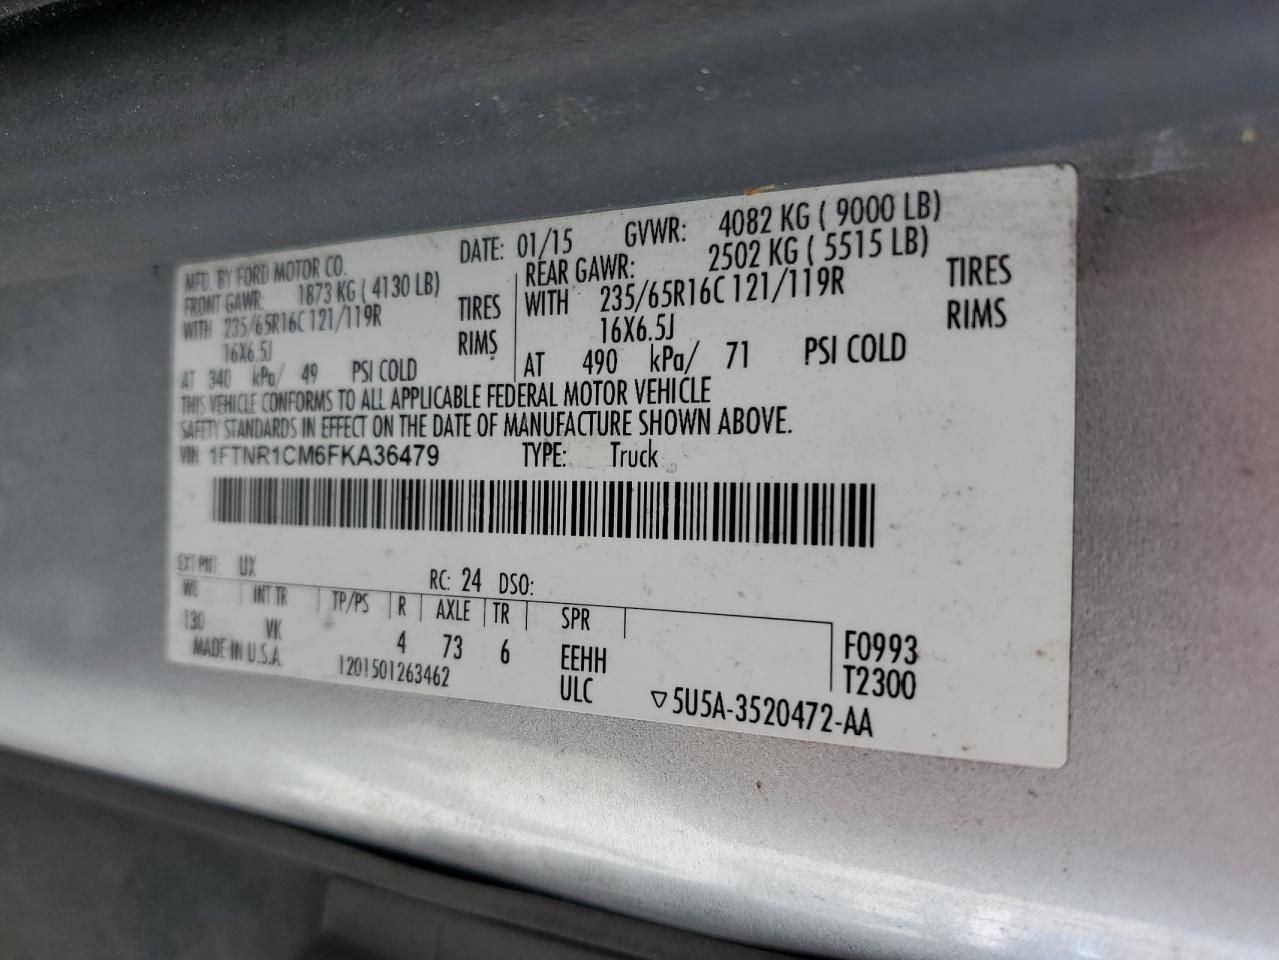 MFD. BY FORD MOTOR CO.
DATE: 01/15 GVWR: 4082 KG ( 9000 LB)
FRONT GAWR: 1873 KG ( 4130 LB) REAR GAWR: 2502 KG ( 5515 LB)
WITH 235/65R16C 121/119R TIRES WITH 235/65R16C 121/119R TIRES
16X6.5J RIMS 16X6.5J RIMS
AT 340 kPa/ 49 PSI COLD AT 490 kPa/ 71 PSI COLD
THIS VEHICLE CONFORMS TO ALL APPLICABLE FEDERAL MOTOR VEHICLE
SAFETY STANDARDS IN EFFECT ON THE DATE OF MANUFACTURE SHOWN ABOVE.
VIN: 1FTNR1CM6FKA36479 TYPE: Truck
EXT PNT: UX RC: 24 DSO:
WB INT TR TP/PS R AXLE TR SPR
130 VK 4 73 6 EEHH F0993
MADE IN U.S.A. 1201501263462 ULC T2300
▽5U5A-3520472-AA